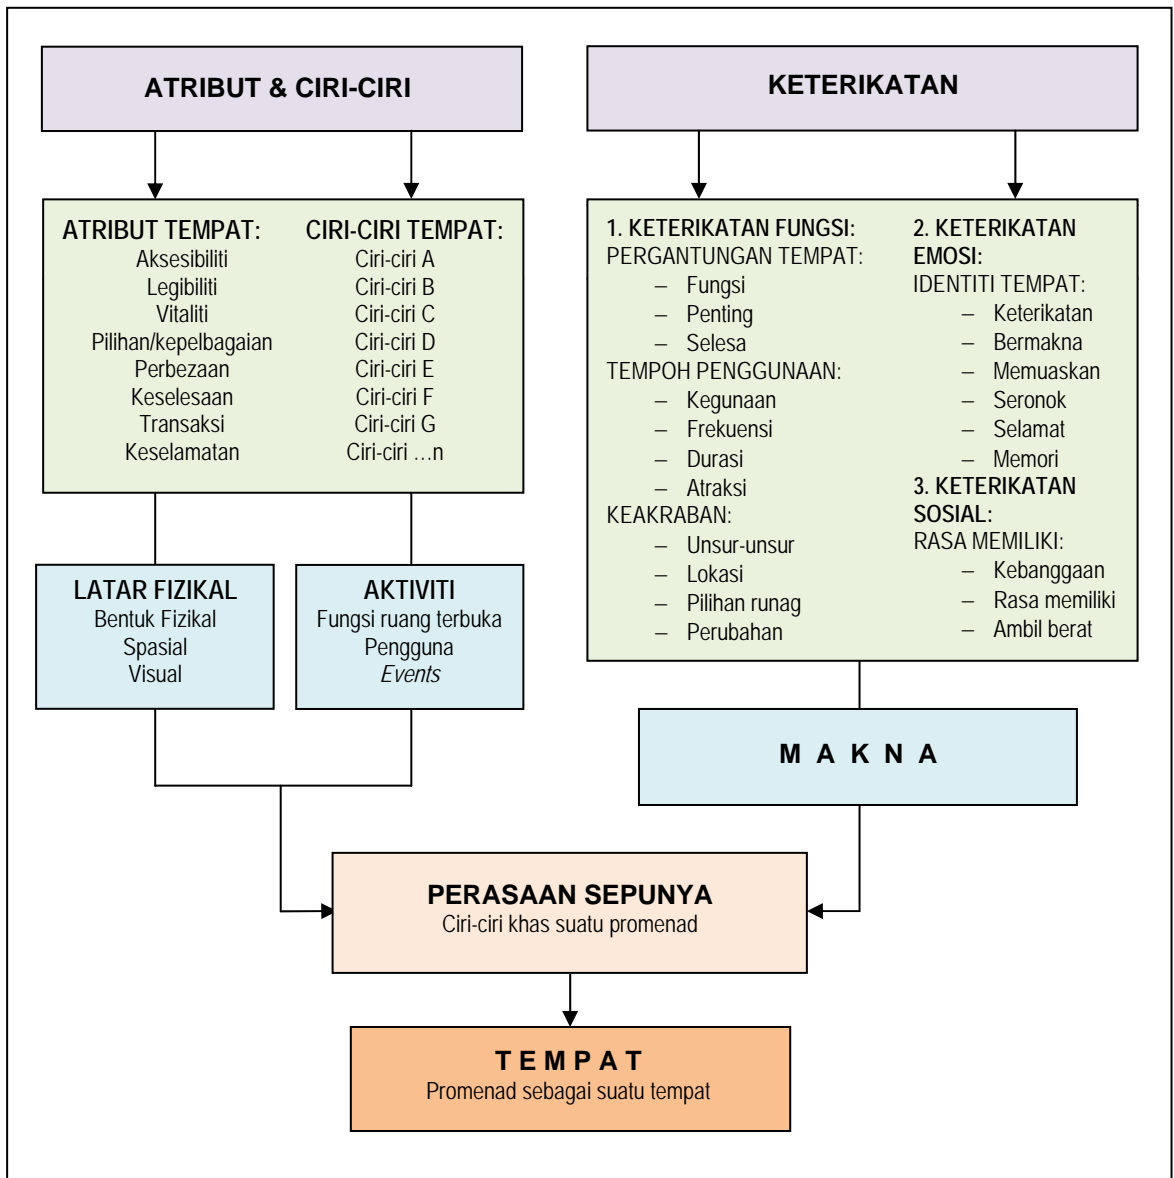 ATRIBUT & CIRI-CIRI
KETERIKATAN
ATRIBUT TEMPAT:
Aksesibiliti
Legibiliti
Vitaliti
Pilihan/kepelbagaian
Perbezaan
Keselesaan
Transaksi
Keselamatan
CIRI-CIRI TEMPAT:
Ciri-ciri A
Ciri-ciri B
Ciri-ciri C
Ciri-ciri D
Ciri-ciri E
Ciri-ciri F
Ciri-ciri G
Ciri-ciri …n
1. KETERIKATAN FUNGSI:
PERGANTUNGAN TEMPAT:
– Fungsi
– Penting
– Selesa
TEMPOH PENGGUNAAN:
– Kegunaan
– Frekuensi
– Durasi
– Atraksi
KEAKRABAN:
– Unsur-unsur
– Lokasi
– Pilihan runag
– Perubahan
2. KETERIKATAN
EMOSI:
IDENTITI TEMPAT:
– Keterikatan
– Bermakna
– Memuaskan
– Seronok
– Selamat
– Memori
3. KETERIKATAN
SOSIAL:
RASA MEMILIKI:
– Kebanggaan
– Rasa memiliki
– Ambil berat
LATAR FIZIKAL
Bentuk Fizikal
Spasial
Visual
AKTIVITI
Fungsi ruang terbuka
Pengguna
Events
M A K N A
PERASAAN SEPUNYA
Ciri-ciri khas suatu promenad
T E M P A T
Promenad sebagai suatu tempat